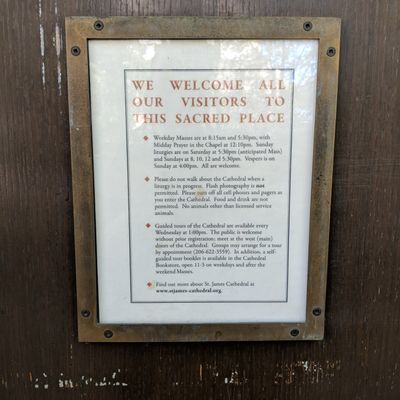 WE WELCOME ALL
OUR VISITORS TO
THIS SACRED PLACE
Weekday Masses are at 8:15am and 5:30pm, with
Midday Prayer in the Chapel at 12:10pm. Sunday
liturgies are on Saturday at 5:30pm (anticipated Mass)
and Sundays at 8, 10, 12 and 5:30pm. Vespers is on
Sunday at 4:00pm. All are welcome.
Please do not walk about the Cathedral when a
liturgy is in progress. Flash photography is not
permitted. Please turn off all cell phones and pagers as
you enter the Cathedral. Food and drink are not
permitted. No animals other than licensed service
animals.
Guided tours of the Cathedral are available every
Wednesday at 1:00pm. The public is welcome
without prior registration; meet at the west (main)
doors of the Cathedral. Groups may arrange for a tour
by appointment (206-622-3559). In addition, a self-
guided tour booklet is available in the Cathedral
Bookstore, open 11-3 on weekdays and after the
weekend Masses.
Find out more about St. James Cathedral at
www.stjames-cathedral.org.